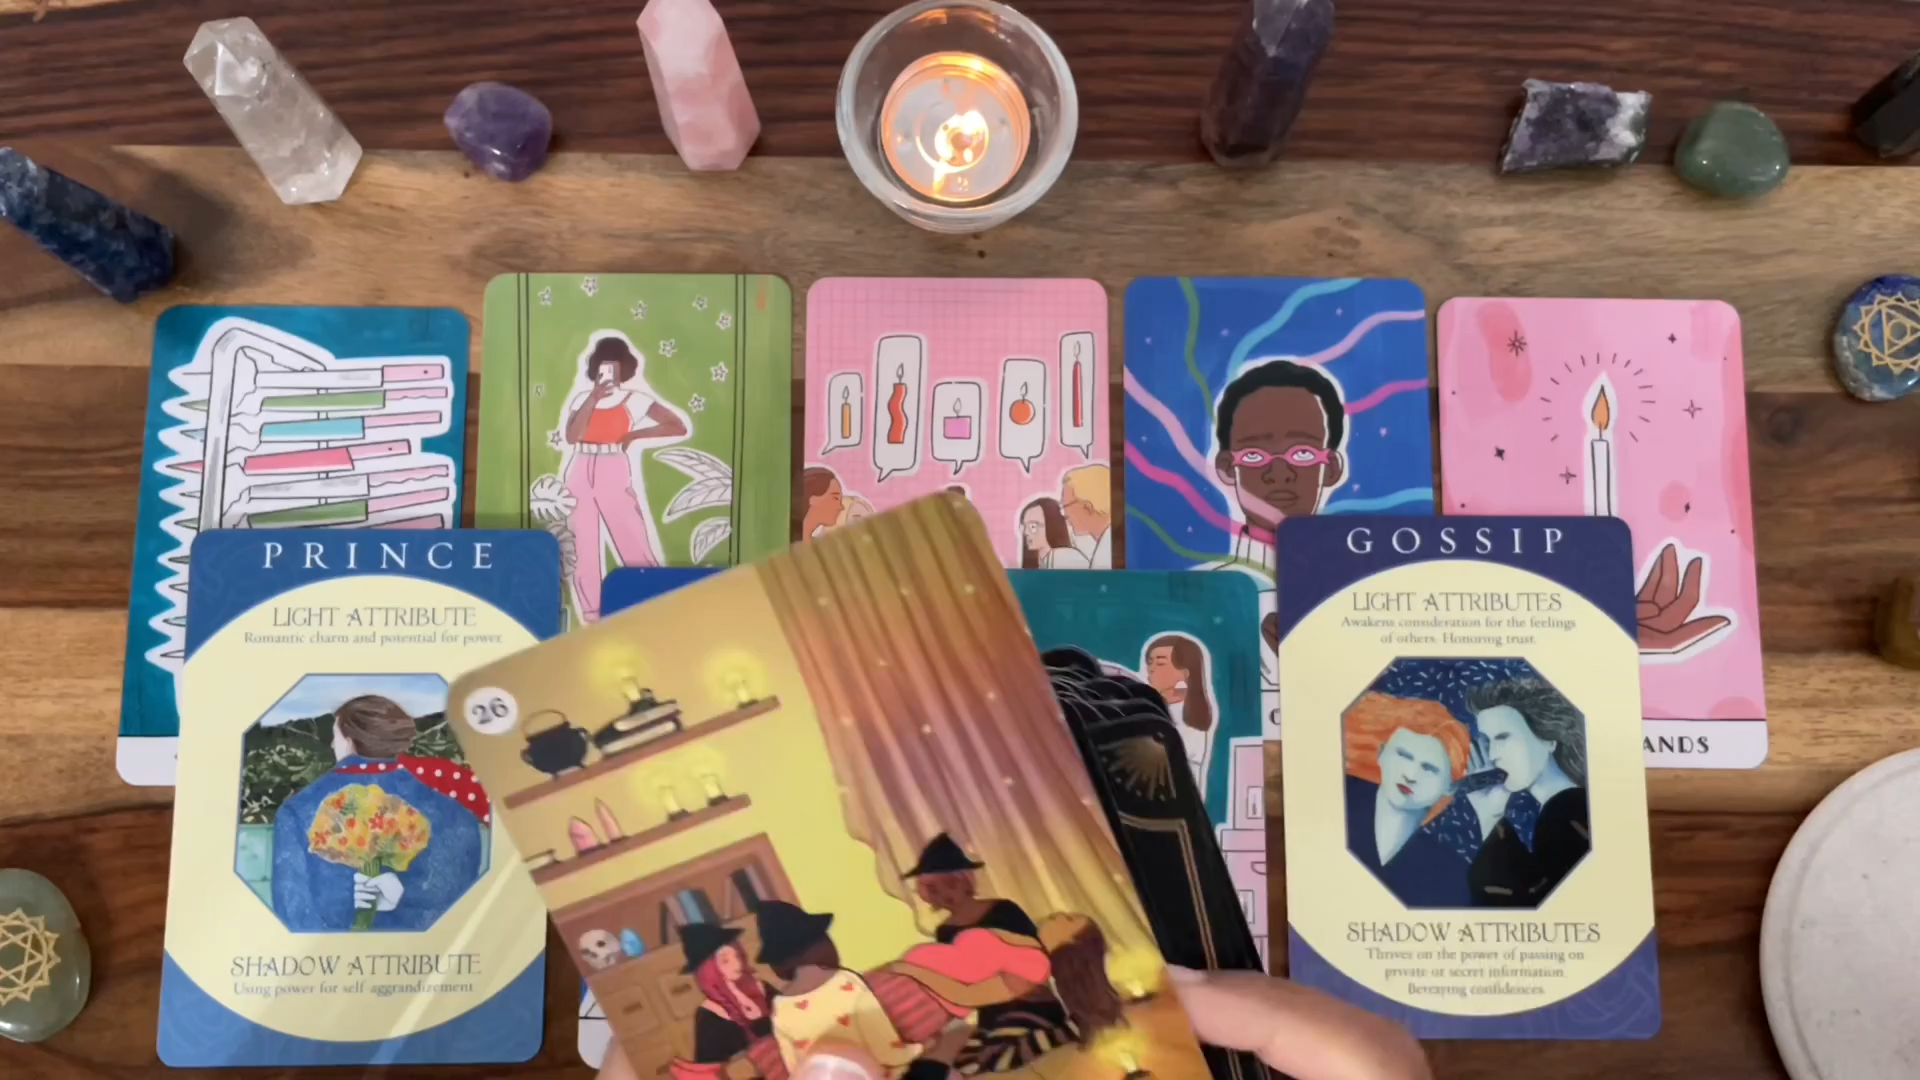 PRINCE
LIGHT ATTRIBUTE
Romantic charm and potential for power
SHADOW ATTRIBUTE
Using power for self-aggrandizement
26
GOSSIP
LIGHT ATTRIBUTES
Awakens consideration for the feelings
of others. Honoring trust.
SHADOW ATTRIBUTES
Thrives on the power of passing on
private or secret information.
Betraying confidences.
ANDS